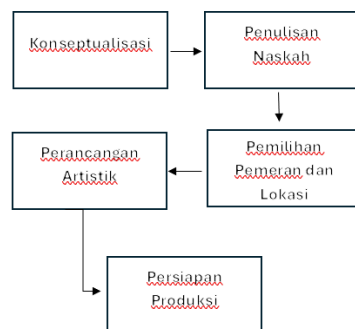 Konseptualisasi
Penulisan
Naskah
Pemilihan
Pemeran dan
Lokasi
Perancangan
Artistik
Persiapan
Produksi